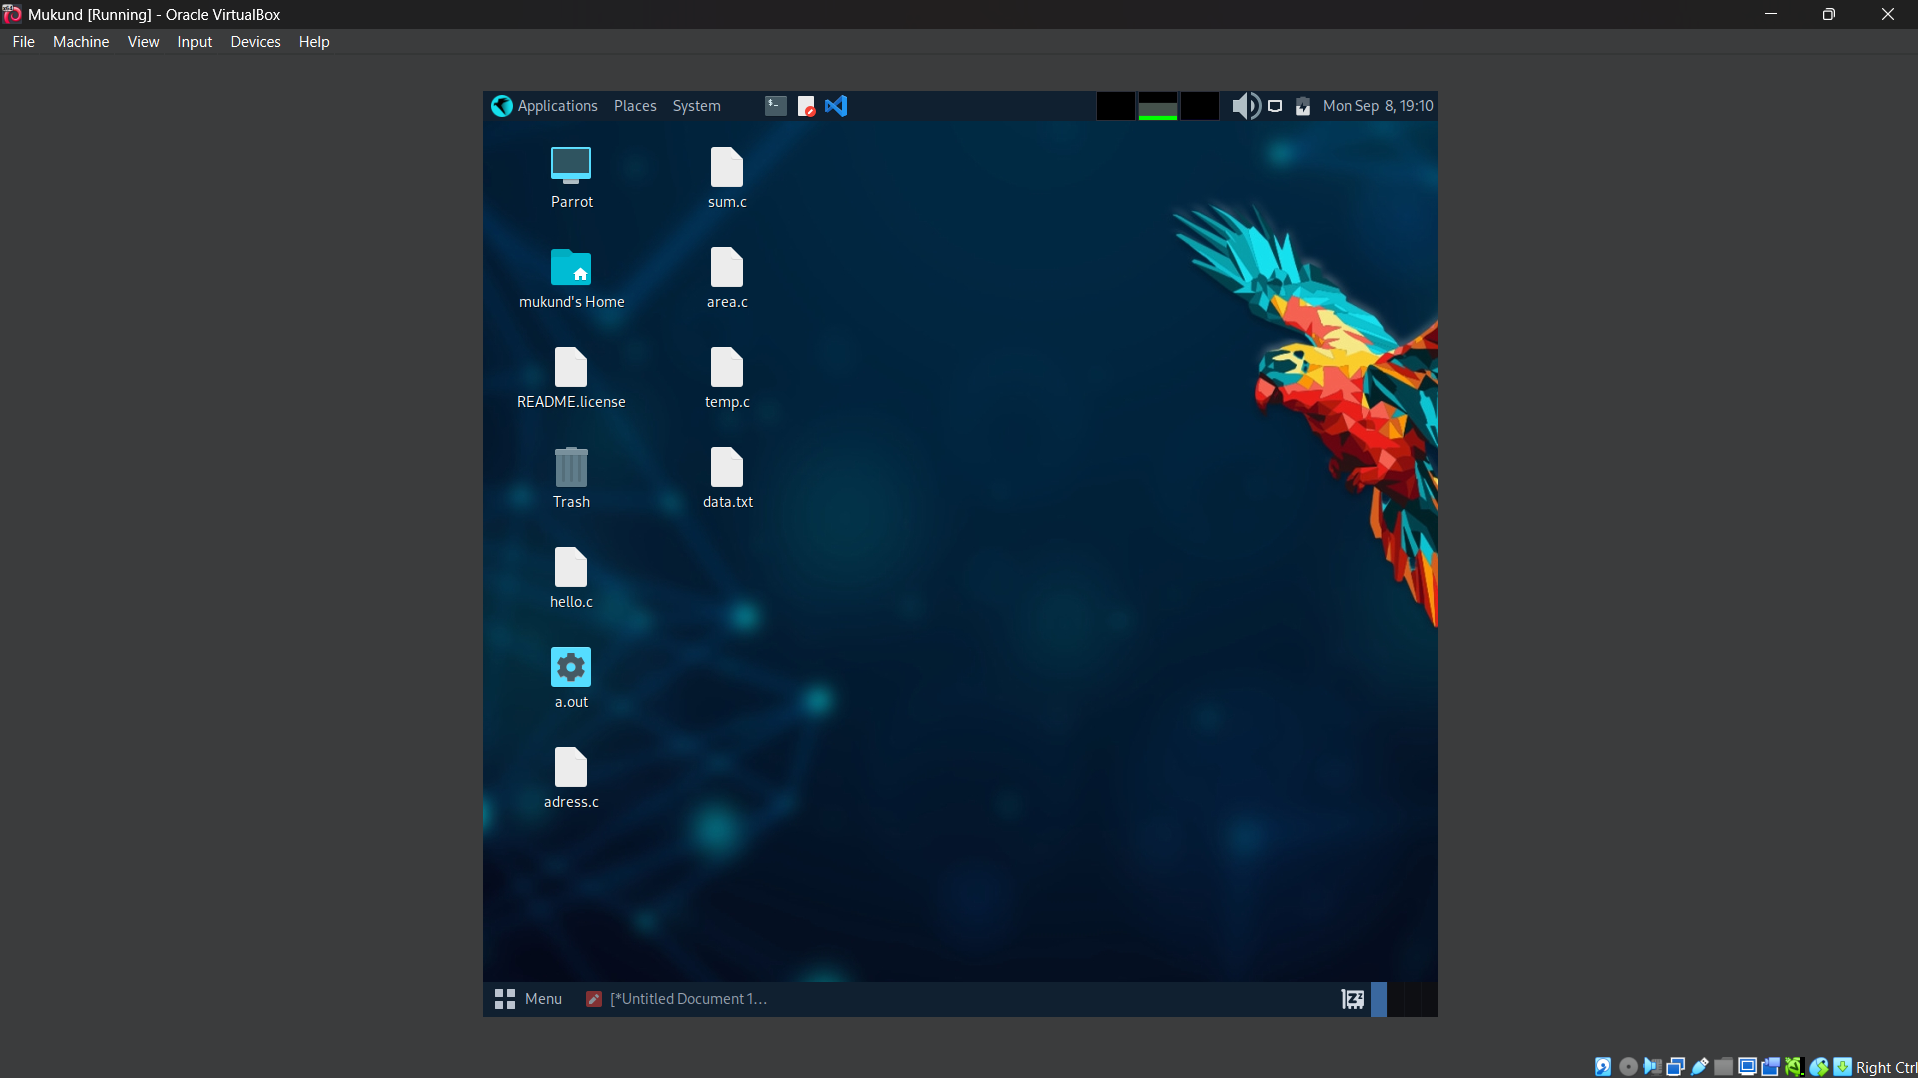 Mukund [Running] - Oracle VirtualBox
File Machine View Input Devices Help
Applications Places System Mon Sep 8, 19:10
Parrot
sum.c
mukund's Home
area.c
README.license
temp.c
Trash
data.txt
hello.c
a.out
adress.c
Menu [*Untitled Document 1...
Right Ctrl